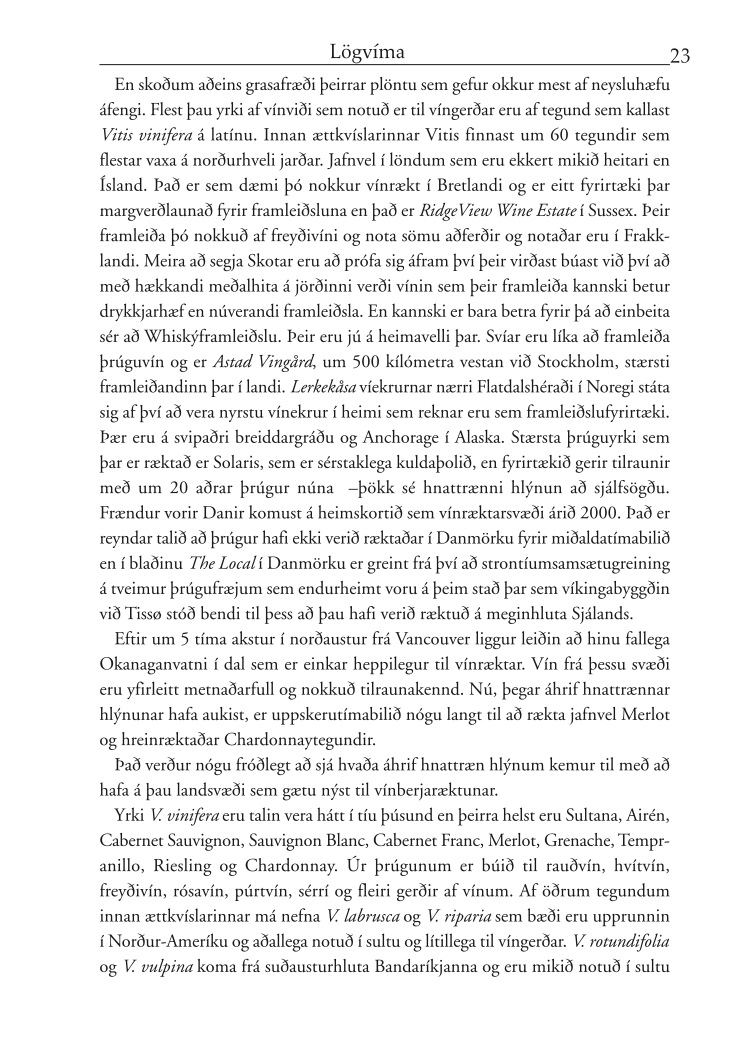 Lögvíma 23
En skoðum aðeins grasafræði þeirrar plöntu sem gefur okkur mest af neysluhæfu
áfengi. Flest þau yrki af vínviði sem notuð er til víngerðar eru af tegund sem kallast
Vitis vinifera á latínu. Innan ættkvíslarinnar Vitis finnast um 60 tegundir sem
flestar vaxa á norðurhveli jarðar. Jafnvel í löndum sem eru ekkert mikið heitari en
Ísland. Það er sem dæmi þó nokkur vínrækt í Bretlandi og er eitt fyrirtæki þar
margverðlaunað fyrir framleiðsluna en það er RidgeView Wine Estate í Sussex. Þeir
framleiða þó nokkuð af freyðivíni og nota sömu aðferðir og notaðar eru í Frakk-
landi. Meira að segja Skotar eru að prófa sig áfram því þeir virðast búast við því að
með hækkandi meðalhita á jörðinni verði vínin sem þeir framleiða kannski betur
drykkjarhæf en núverandi framleiðsla. En kannski er bara betra fyrir þá að einbeita
sér að Whiskýframleiðslu. Þeir eru jú á heimavelli þar. Svíar eru líka að framleiða
þrúguvín og er Astad Vingård, um 500 kílómetra vestan við Stockholm, stærsti
framleiðandinn þar í landi. Lerkekåsa víekrurnar nærri Flatdalshéraði í Noregi státa
sig af því að vera nyrstu vínekrur í heimi sem reknar eru sem framleiðslufyrirtæki.
Þær eru á svipaðri breiddargráðu og Anchorage í Alaska. Stærsta þrúguyrki sem
þar er ræktað er Solaris, sem er sérstaklega kuldaþolið, en fyrirtækið gerir tilraunir
með um 20 aðrar þrúgur núna –þökk sé hnattrænni hlýnun að sjálfsögðu.
Frændur vorir Danir komust á heimskortið sem vínræktarsvæði árið 2000. Það er
reyndar talið að þrúgur hafi ekki verið ræktaðar í Danmörku fyrir miðaldatímabilið
en í blaðinu The Local í Danmörku er greint frá því að strontíumsamsætugreining
á tveimur þrúgufræjum sem endurheimt voru á þeim stað þar sem víkingabyggðin
við Tissø stóð bendi til þess að þau hafi verið ræktuð á meginhluta Sjálands.
Eftir um 5 tíma akstur í norðaustur frá Vancouver liggur leiðin að hinu fallega
Okanaganvatni í dal sem er einkar heppilegur til vínræktar. Vín frá þessu svæði
eru yfirleitt metnaðarfull og nokkuð tilraunakennd. Nú, þegar áhrif hnattrænnar
hlýnunar hafa aukist, er uppskerutímabilið nógu langt til að rækta jafnvel Merlot
og hreinræktaðar Chardonnaytegundir.
Það verður nógu fróðlegt að sjá hvaða áhrif hnattræn hlýnum kemur til með að
hafa á þau landsvæði sem gætu nýst til vínberjaræktunar.
Yrki V. vinifera eru talin vera hátt í tíu þúsund en þeirra helst eru Sultana, Airén,
Cabernet Sauvignon, Sauvignon Blanc, Cabernet Franc, Merlot, Grenache, Tempr-
anillo, Riesling og Chardonnay. Úr þrúgunum er búið til rauðvín, hvítvín,
freyðivín, rósavín, púrtvín, sérrí og fleiri gerðir af vínum. Af öðrum tegundum
innan ættkvíslarinnar má nefna V. labrusca og V. riparia sem bæði eru upprunnin
í Norður-Ameríku og aðallega notuð í sultu og lítillega til víngerðar. V. rotundifolia
og V. vulpina koma frá suðausturhluta Bandaríkjanna og eru mikið notuð í sultu